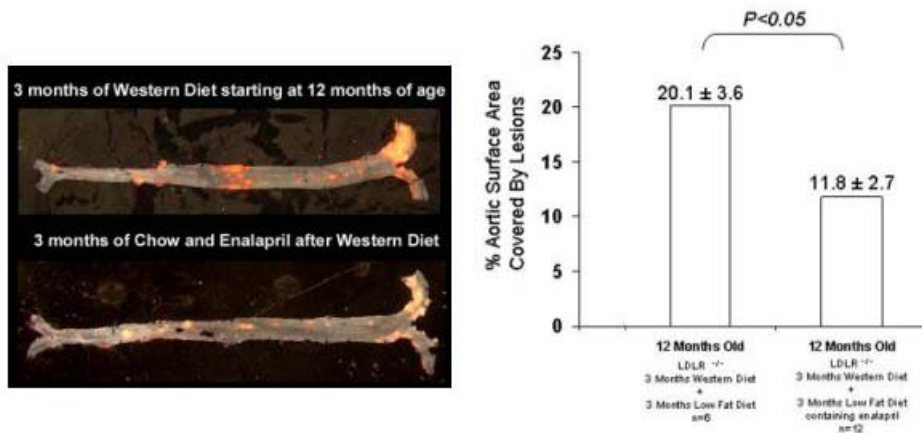 3 months of Western Diet starting at 12 months of age
3 months of Chow and Enalapril after Western Diet
P<0.05
% Aortic Surface Area
Covered By Lesions
25
20
15
10
5
0
20.1 ± 3.6
11.8 ± 2.7
12 Months Old
LDLR -/-
3 Months Western Diet
+
3 Months Low Fat Diet
n=6
12 Months Old
LDLR -/-
3 Months Western Diet
+
3 Months Low Fat Diet
containing enalapril
n=12